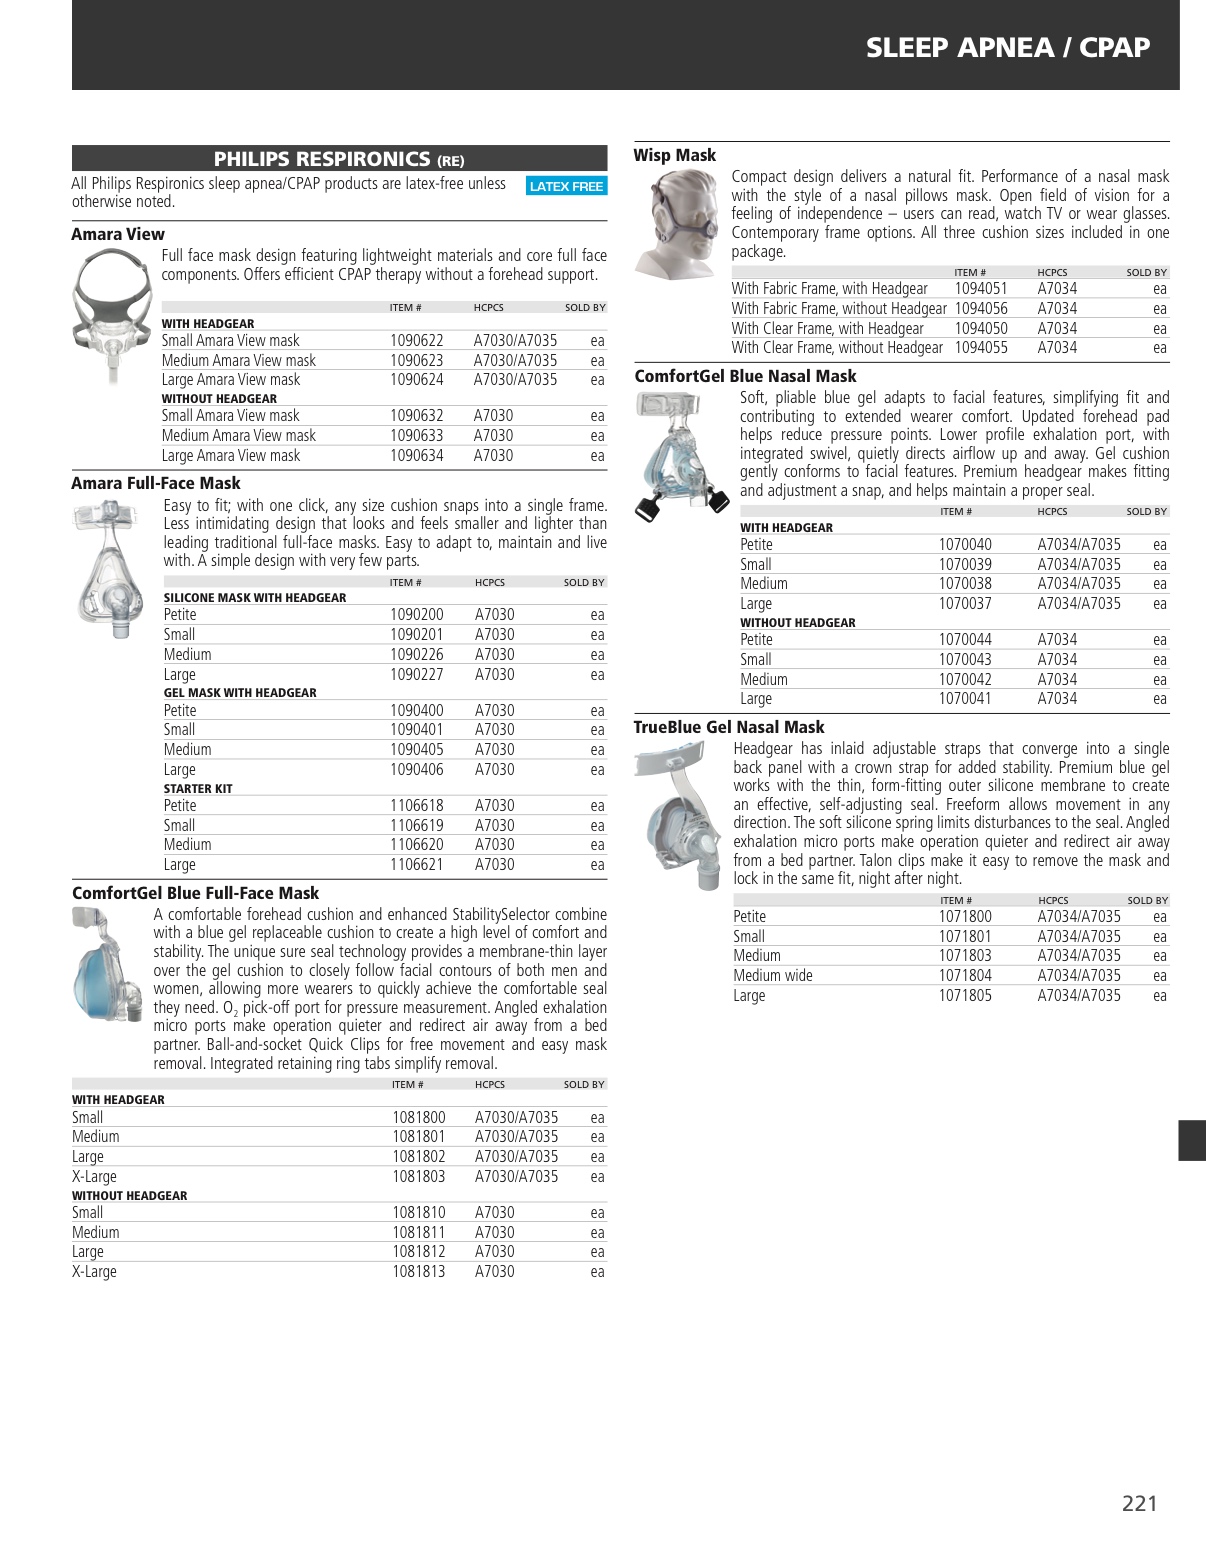 SLEEP APNEA / CPAP
PHILIPS RESPIRONICS (RE)
All Philips Respironics sleep apnea/CPAP products are latex-free unless
otherwise noted.
LATEX FREE
Amara View
Full face mask design featuring lightweight materials and core full face
components. Offers efficient CPAP therapy without a forehead support.
ITEM # HCPCS SOLD BY
WITH HEADGEAR
Small Amara View mask 1090622 A7030/A7035 ea
Medium Amara View mask 1090623 A7030/A7035 ea
Large Amara View mask 1090624 A7030/A7035 ea
WITHOUT HEADGEAR
Small Amara View mask 1090632 A7030 ea
Medium Amara View mask 1090633 A7030 ea
Large Amara View mask 1090634 A7030 ea
Amara Full-Face Mask
Easy to fit; with one click, any size cushion snaps into a single frame.
Less intimidating design that looks and feels smaller and lighter than
leading traditional full-face masks. Easy to adapt to, maintain and live
with. A simple design with very few parts.
ITEM # HCPCS SOLD BY
SILICONE MASK WITH HEADGEAR
Petite 1090200 A7030 ea
Small 1090201 A7030 ea
Medium 1090226 A7030 ea
Large 1090227 A7030 ea
GEL MASK WITH HEADGEAR
Petite 1090400 A7030 ea
Small 1090401 A7030 ea
Medium 1090405 A7030 ea
Large 1090406 A7030 ea
STARTER KIT
Petite 1106618 A7030 ea
Small 1106619 A7030 ea
Medium 1106620 A7030 ea
Large 1106621 A7030 ea
ComfortGel Blue Full-Face Mask
A comfortable forehead cushion and enhanced StabilitySelector combine
with a blue gel replaceable cushion to create a high level of comfort and
stability. The unique sure seal technology provides a membrane-thin layer
over the gel cushion to closely follow facial contours of both men and
women, allowing more wearers to quickly achieve the comfortable seal
they need. O2 pick-off port for pressure measurement. Angled exhalation
micro ports make operation quieter and redirect air away from a bed
partner. Ball-and-socket Quick Clips for free movement and easy mask
removal. Integrated retaining ring tabs simplify removal.
ITEM # HCPCS SOLD BY
WITH HEADGEAR
Small 1081800 A7030/A7035 ea
Medium 1081801 A7030/A7035 ea
Large 1081802 A7030/A7035 ea
X-Large 1081803 A7030/A7035 ea
WITHOUT HEADGEAR
Small 1081810 A7030 ea
Medium 1081811 A7030 ea
Large 1081812 A7030 ea
X-Large 1081813 A7030 ea
Wisp Mask
Compact design delivers a natural fit. Performance of a nasal mask
with the style of a nasal pillows mask. Open field of vision for a
feeling of independence – users can read, watch TV or wear glasses.
Contemporary frame options. All three cushion sizes included in one
package.
ITEM # HCPCS SOLD BY
With Fabric Frame, with Headgear 1094051 A7034 ea
With Fabric Frame, without Headgear 1094056 A7034 ea
With Clear Frame, with Headgear 1094050 A7034 ea
With Clear Frame, without Headgear 1094055 A7034 ea
ComfortGel Blue Nasal Mask
Soft, pliable blue gel adapts to facial features, simplifying fit and
contributing to extended wearer comfort. Updated forehead pad
helps reduce pressure points. Lower profile exhalation port, with
integrated swivel, quietly directs airflow up and away. Gel cushion
gently conforms to facial features. Premium headgear makes fitting
and adjustment a snap, and helps maintain a proper seal.
ITEM # HCPCS SOLD BY
WITH HEADGEAR
Petite 1070040 A7034/A7035 ea
Small 1070039 A7034/A7035 ea
Medium 1070038 A7034/A7035 ea
Large 1070037 A7034/A7035 ea
WITHOUT HEADGEAR
Petite 1070044 A7034 ea
Small 1070043 A7034 ea
Medium 1070042 A7034 ea
Large 1070041 A7034 ea
TrueBlue Gel Nasal Mask
Headgear has inlaid adjustable straps that converge into a single
back panel with a crown strap for added stability. Premium blue gel
works with the thin, form-fitting outer silicone membrane to create
an effective, self-adjusting seal. Freeform allows movement in any
direction. The soft silicone spring limits disturbances to the seal. Angled
exhalation micro ports make operation quieter and redirect air away
from a bed partner. Talon clips make it easy to remove the mask and
lock in the same fit, night after night.
ITEM # HCPCS SOLD BY
Petite 1071800 A7034/A7035 ea
Small 1071801 A7034/A7035 ea
Medium 1071803 A7034/A7035 ea
Medium wide 1071804 A7034/A7035 ea
Large 1071805 A7034/A7035 ea
221